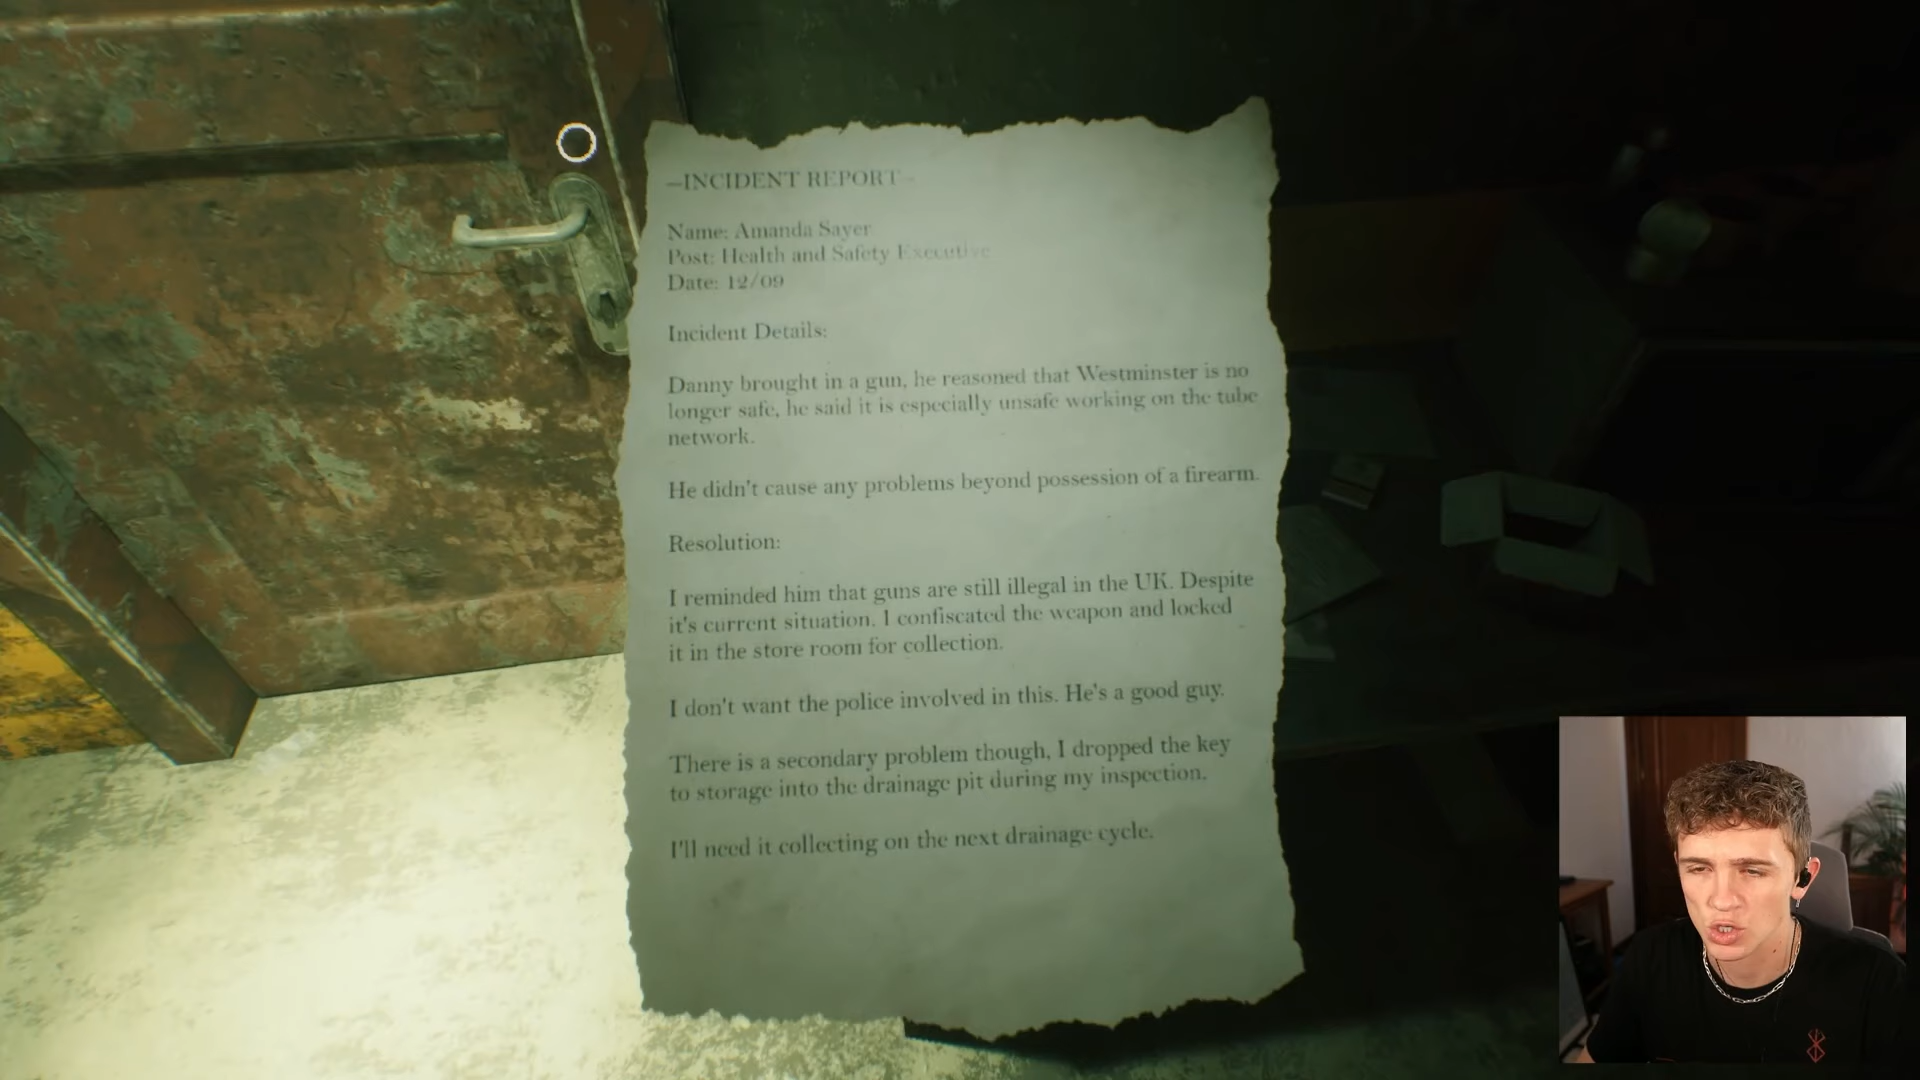 —INCIDENT REPORT—
Name: Amanda Sayer
Post: Health and Safety Executive
Date: 12/09
Incident Details:
Danny brought in a gun, he reasoned that Westminster is no
longer safe, he said it is especially unsafe working on the tube
network.
He didn't cause any problems beyond possession of a firearm.
Resolution:
I reminded him that guns are still illegal in the UK. Despite
it's current situation. I confiscated the weapon and locked
it in the store room for collection.
I don't want the police involved in this. He's a good guy.
There is a secondary problem though, I dropped the key
to storage into the drainage pit during my inspection.
I'll need it collecting on the next drainage cycle.